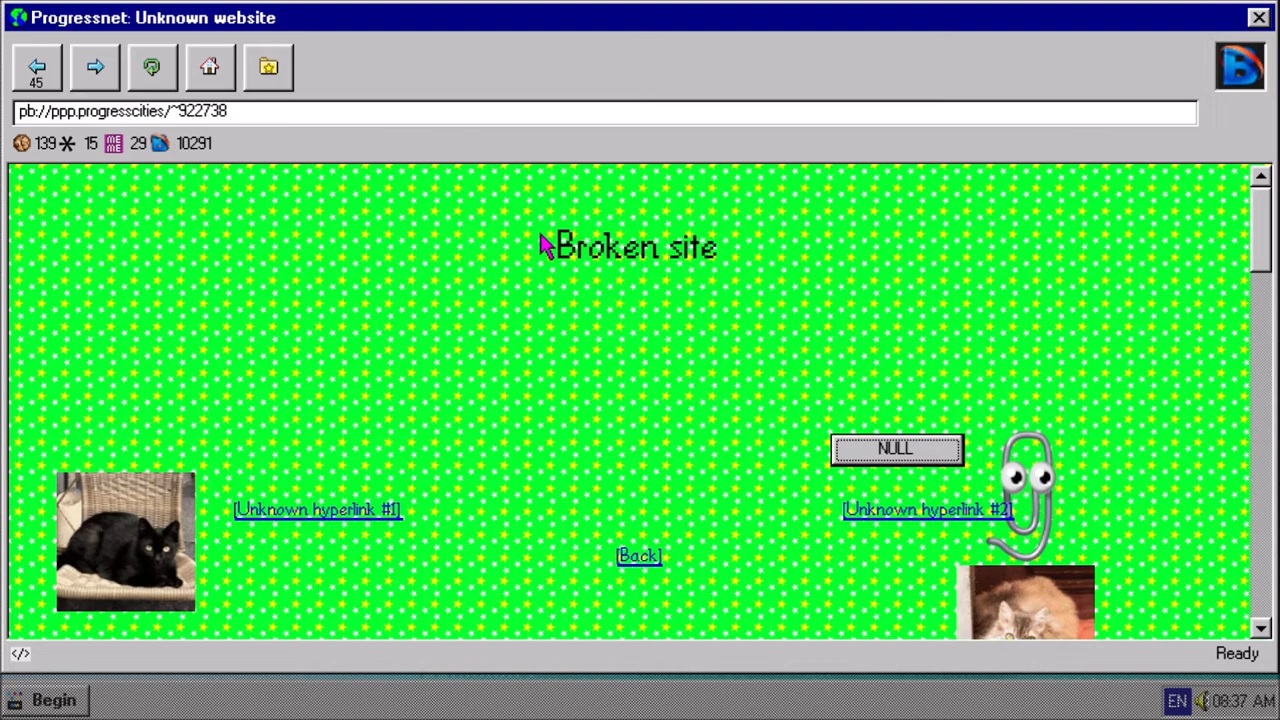 Progressnet: Unknown website
45
pb://ppp.progresscities/~922738
139 15 MEME 29 10291
Broken site
NULL
[Unknown hyperlink #1]
[Unknown hyperlink #2]
[Back]
</> Ready
Begin
EN 08:37 AM